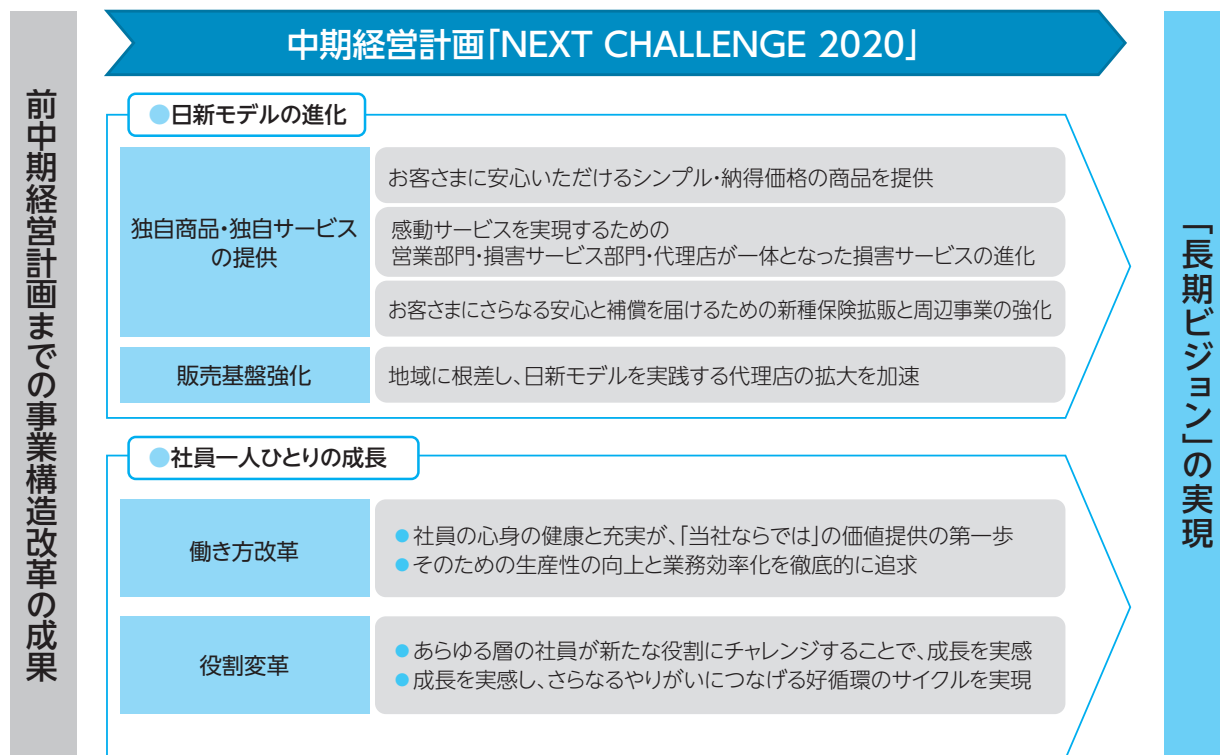 前中期経営計画までの事業構造改革の成果
中期経営計画「NEXT CHALLENGE 2020」
●日新モデルの進化
独自商品・独自サービス
の提供
お客さまに安心いただけるシンプル・納得価格の商品を提供
感動サービスを実現するための
営業部門・損害サービス部門・代理店が一体となった損害サービスの進化
お客さまにさらなる安心と補償を届けるための新種保険拡販と周辺事業の強化
販売基盤強化
地域に根差し、日新モデルを実践する代理店の拡大を加速
●社員一人ひとりの成長
働き方改革
●社員の心身の健康と充実が、「当社ならでは」の価値提供の第一歩
●そのための生産性の向上と業務効率化を徹底的に追求
役割変革
●あらゆる層の社員が新たな役割にチャレンジすることで、成長を実感
●成長を実感し、さらなるやりがいにつなげる好循環のサイクルを実現
「長期ビジョン」の実現